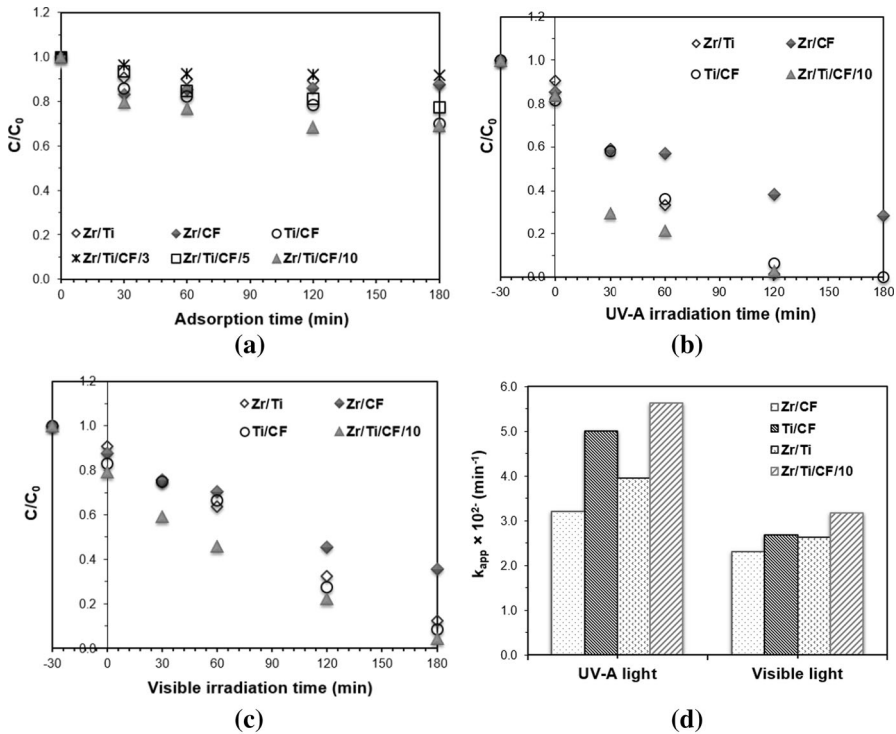 1.2
1.0
0.8
0.6
0.4
0.2
0.0
C/C₀
Zr/Ti Zr/CF Ti/CF
Zr/Ti/CF/3 Zr/Ti/CF/5 Zr/Ti/CF/10
0 30 60 90 120 150 180
Adsorption time (min)
(a)
1.2
1.0
0.8
0.6
0.4
0.2
0.0
C/C₀
Zr/Ti Zr/CF
Ti/CF Zr/Ti/CF/10
-30 0 30 60 90 120 150 180
UV-A irradiation time (min)
(b)
1.2
1.0
0.8
0.6
0.4
0.2
0.0
C/C₀
Zr/Ti Zr/CF
Ti/CF Zr/Ti/CF/10
-30 0 30 60 90 120 150 180
Visible irradiation time (min)
(c)
6.0
5.0
4.0
3.0
2.0
1.0
0.0
k_app × 10²⁻ (min⁻¹)
Zr/CF
Ti/CF
Zr/Ti
Zr/Ti/CF/10
UV-A light Visible light
(d)